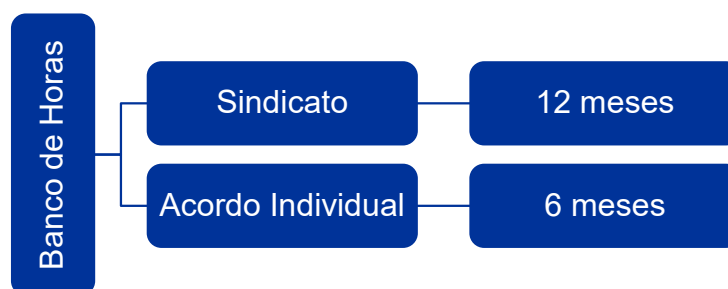 Banco de Horas
Sindicato
12 meses
Acordo Individual
6 meses